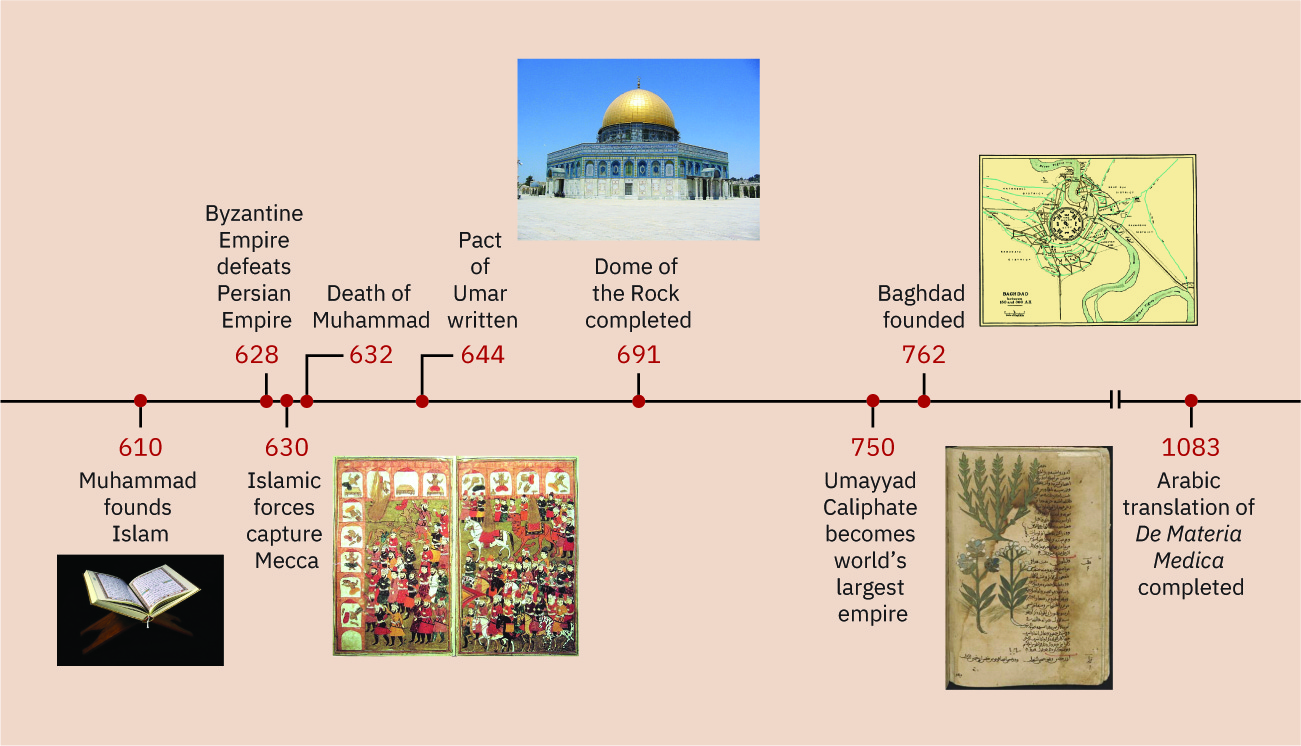 Byzantine
Empire
defeats
Persian
Empire
628
Death of
Muhammad
632
Pact
of
Umar
written
644
Dome of
the Rock
completed
691
Baghdad
founded
762
BAGHDAD
between
610
Muhammad
founds
Islam
630
Islamic
forces
capture
Mecca
750
Umayyad
Caliphate
becomes
world’s
largest
empire
1083
Arabic
translation of
De Materia
Medica
completed